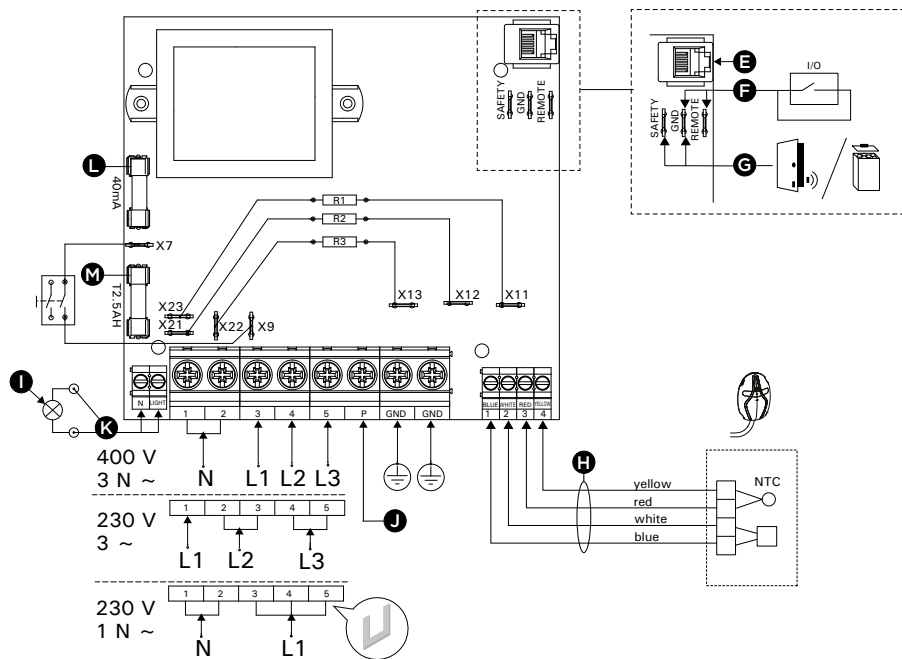 SAFETY
GND
REMOTE
SAFETY
GND
REMOTE
E
F
I/O
G
L
40mA
R1
R2
R3
X7
M
T2.5AH
X23
X21
X22
X9
X13
X12
X11
I
K
N LIGHT
1 2 3 4 5 P GND GND
BLUE WHITE RED YELLOW
1 2 3 4
400 V
3 N ~
N L1 L2 L3
J
H
yellow
red
white
blue
NTC
230 V
3 ~
1 2 3 4 5
L1 L2 L3
230 V
1 N ~
1 2 3 4 5
N L1